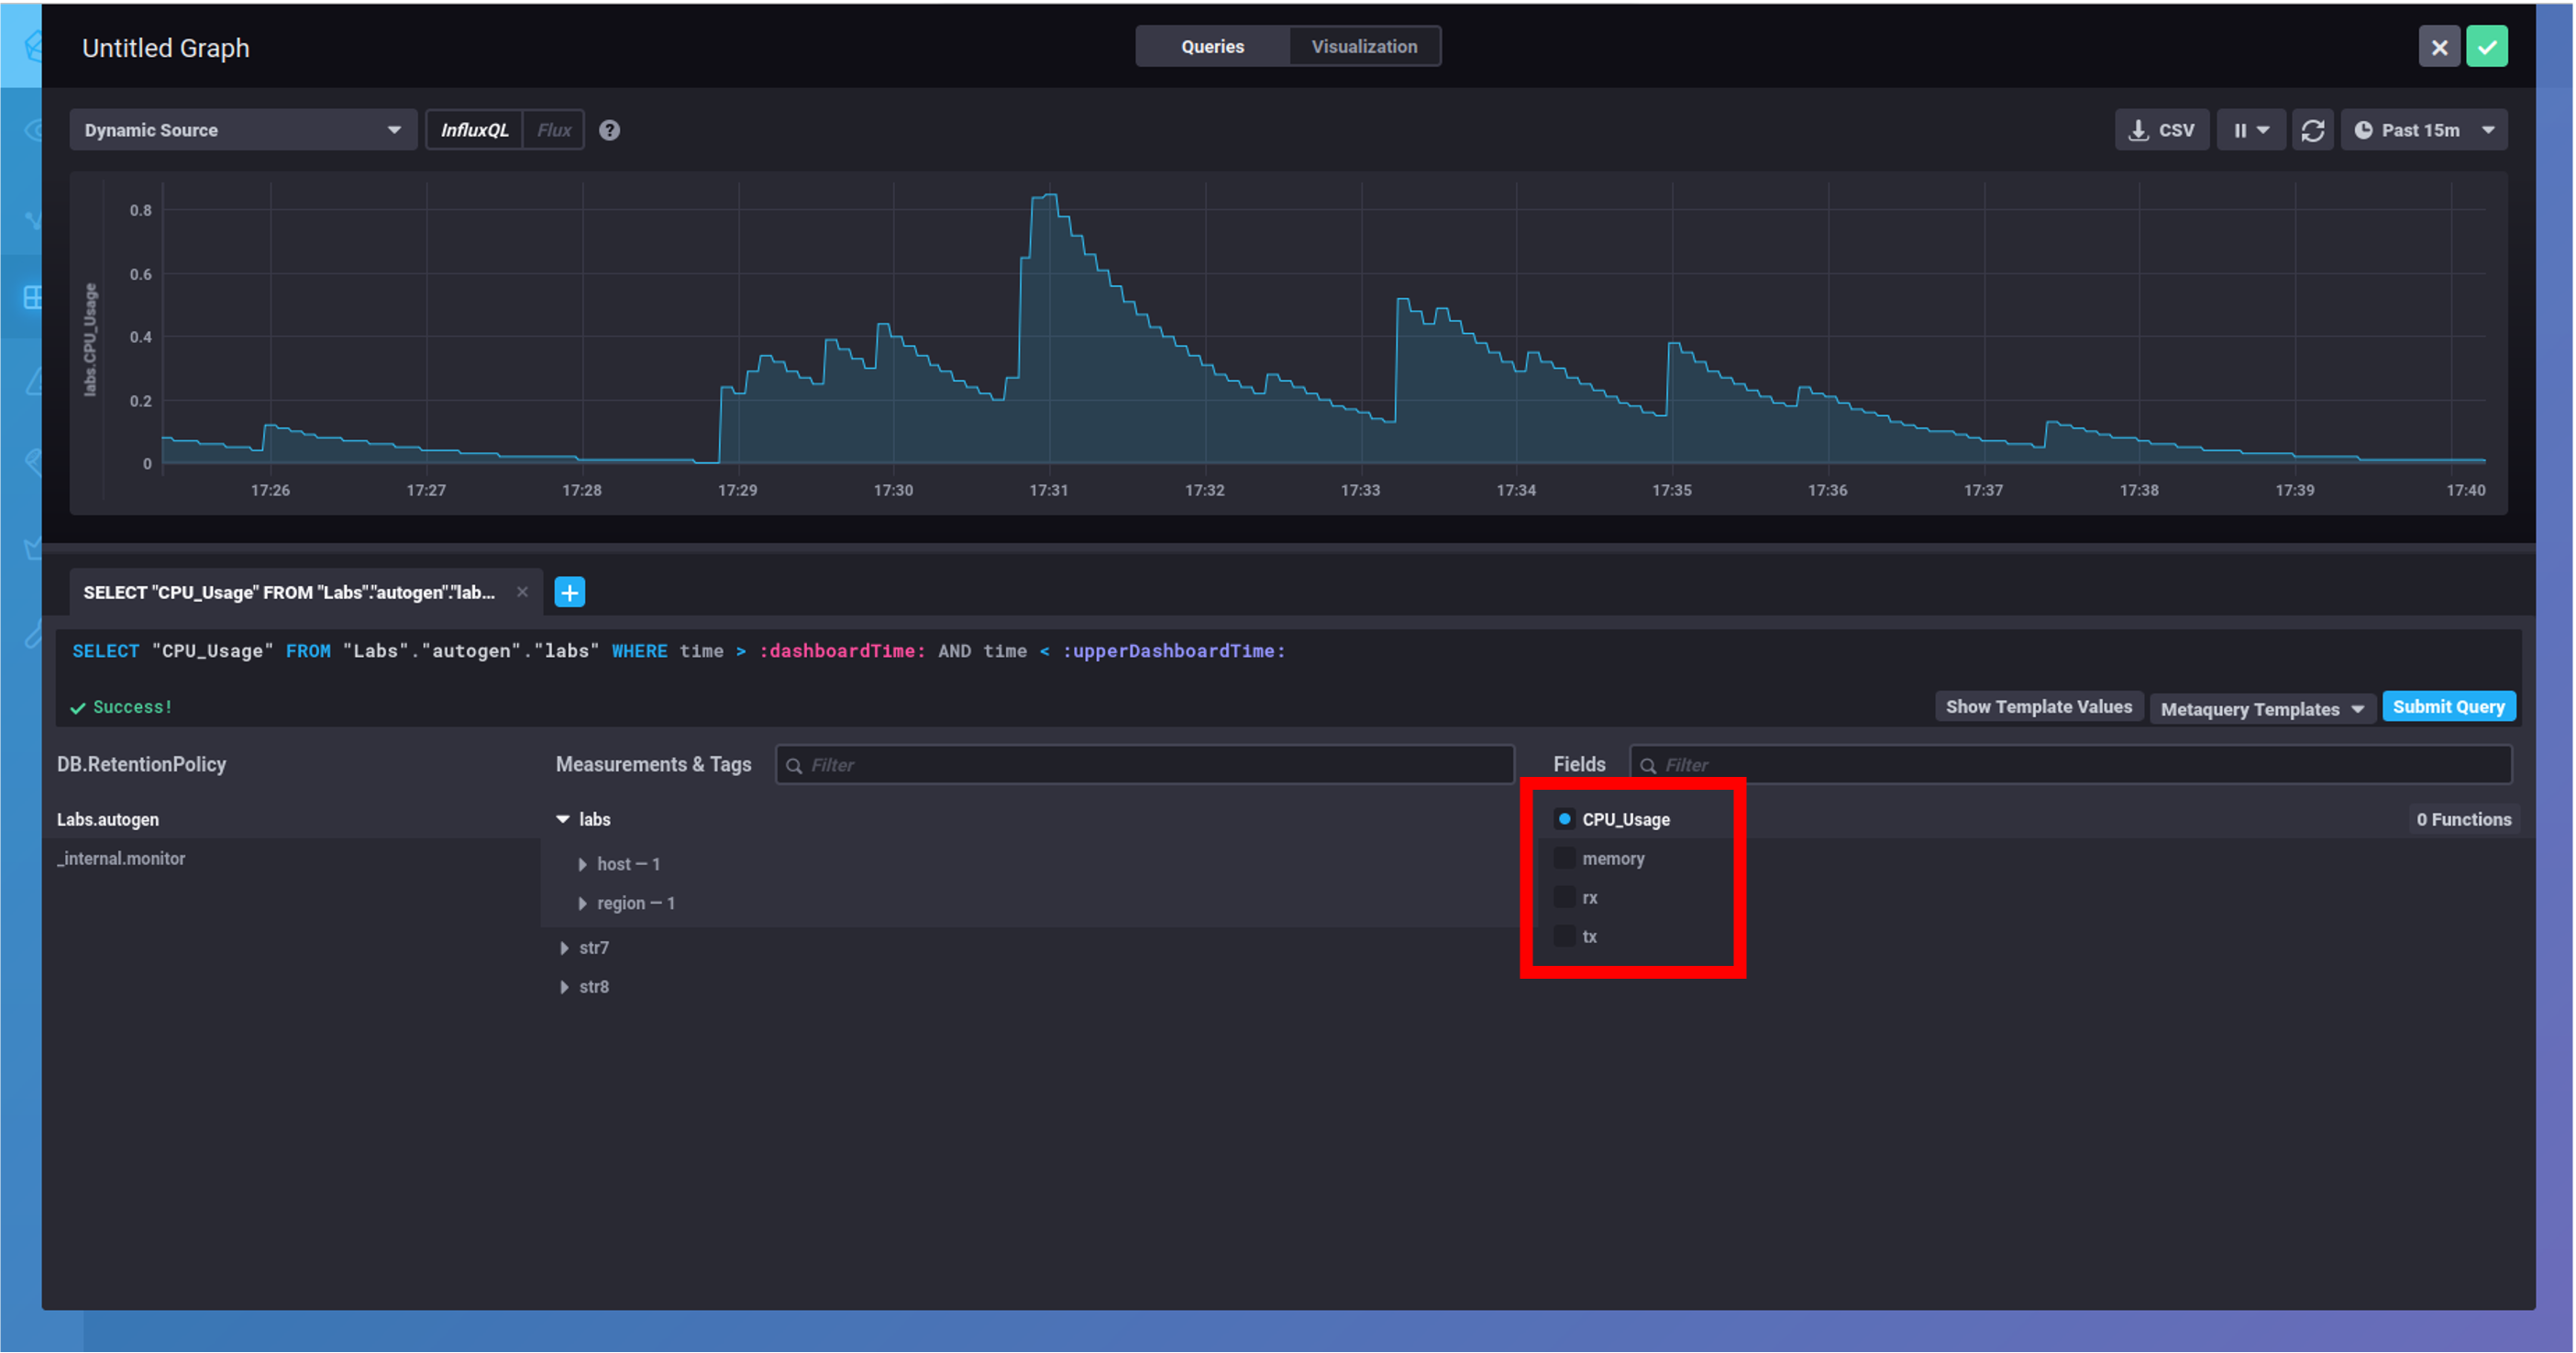 Untitled Graph
Queries Visualization
Dynamic Source InfluxQL Flux ? CSV Past 15m
labs.CPU_Usage
0.8
0.6
0.4
0.2
0
17:26 17:27 17:28 17:29 17:30 17:31 17:32 17:33 17:34 17:35 17:36 17:37 17:38 17:39 17:40
SELECT "CPU_Usage" FROM "Labs"."autogen"."lab...
SELECT "CPU_Usage" FROM "Labs"."autogen"."labs" WHERE time > :dashboardTime: AND time < :upperDashboardTime:
Success! Show Template Values Metaquery Templates Submit Query
DB.RetentionPolicy Measurements & Tags Filter Fields Filter
Labs.autogen labs CPU_Usage 0 Functions
_internal.monitor host — 1 memory
region — 1 rx
str7 tx
str8